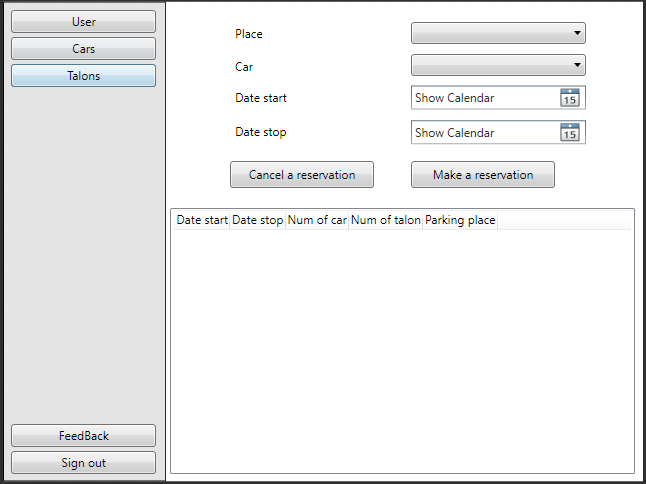 User
Cars
Talons
Place
Car
Date start
Show Calendar
15
Date stop
Show Calendar
15
Cancel a reservation
Make a reservation
Date start
Date stop
Num of car
Num of talon
Parking place
FeedBack
Sign out